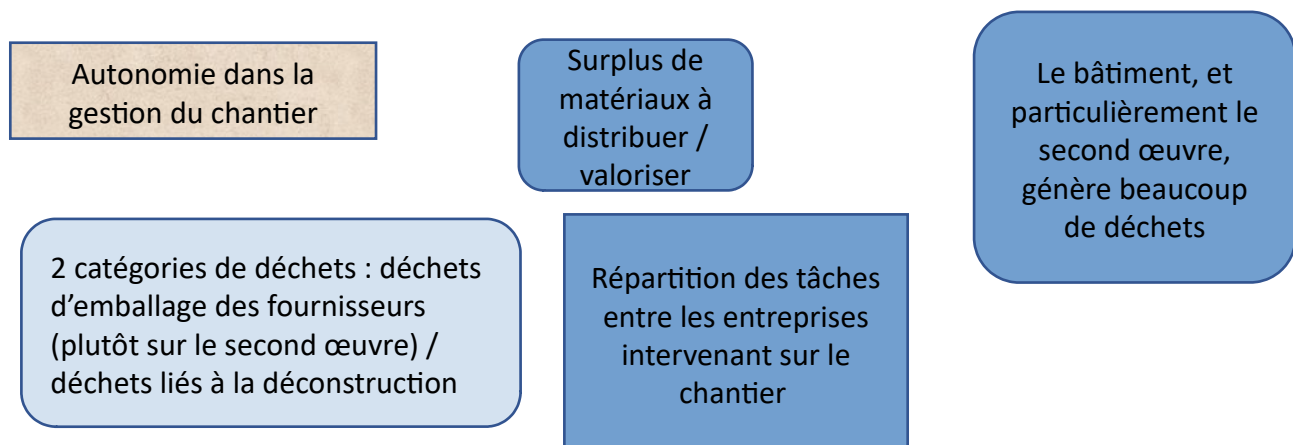 Autonomie dans la
gestion du chantier
Surplus de
matériaux à
distribuer /
valoriser
Le bâtiment, et
particulièrement le
second œuvre,
génère beaucoup
de déchets
2 catégories de déchets : déchets
d’emballage des fournisseurs
(plutôt sur le second œuvre) /
déchets liés à la déconstruction
Répartition des tâches
entre les entreprises
intervenant sur le
chantier